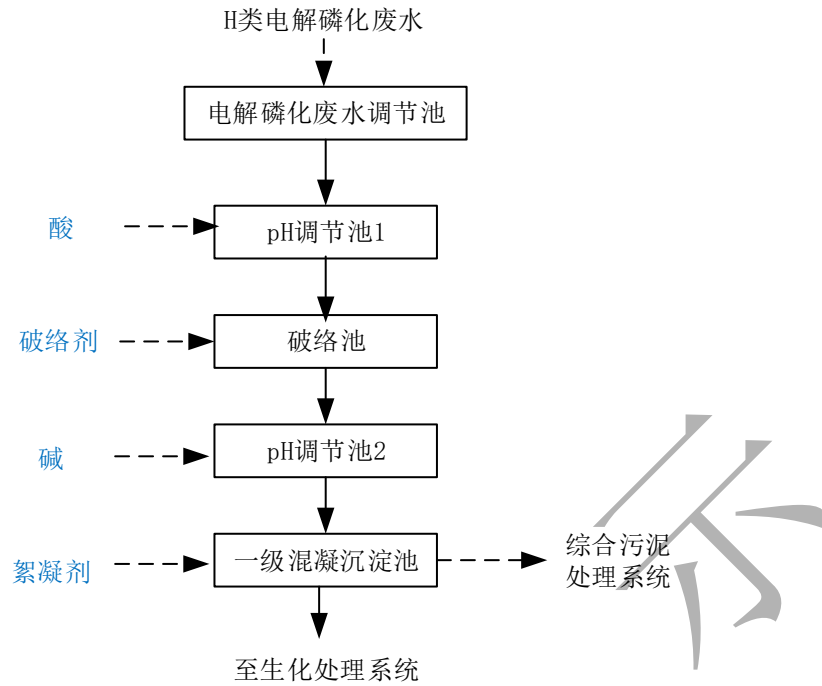 H类电解磷化废水
电解磷化废水调节池
酸
pH调节池1
破络剂
破络池
碱
pH调节池2
絮凝剂
一级混凝沉淀池
综合污泥
处理系统
至生化处理系统